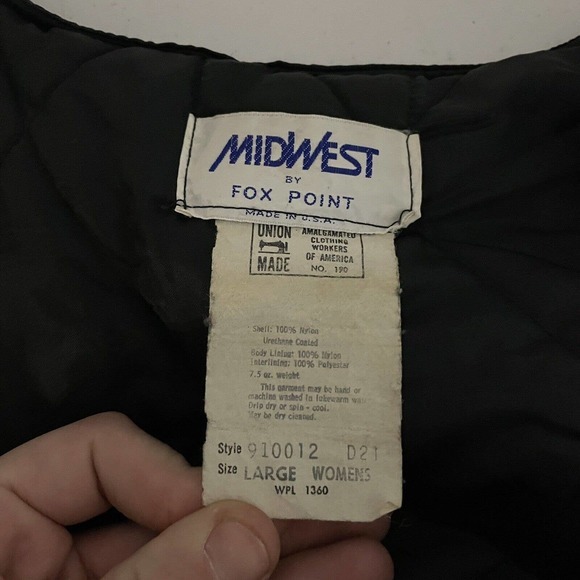 MIDWEST
BY
FOX POINT
MADE IN U.S.A.
UNION MADE
AMALGAMATED
CLOTHING
WORKERS
OF AMERICA
NO. 190
Shell: 100% Nylon
Urethane Coated
Body Lining: 100% Nylon
Interlining: 100% Polyester
7.5 oz. weight
This garment may be hand or
machine washed in lukewarm
Drip dry or spin - cool.
May be dry cleaned.
Style 910012 D21
Size LARGE WOMENS
WPL 1360